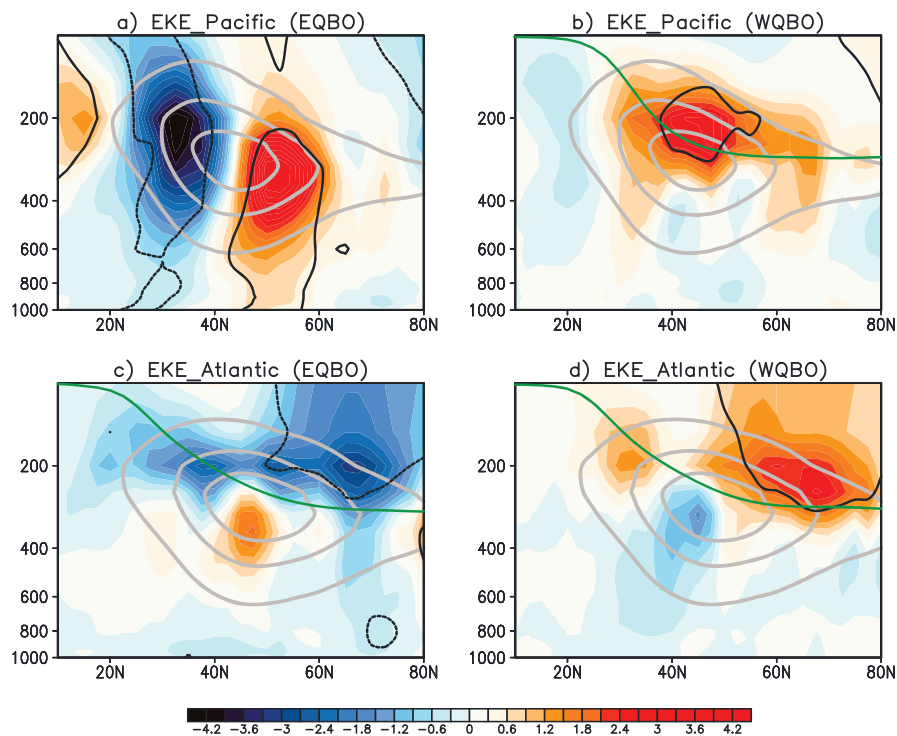 a) EKE_Pacific (EQBO)
b) EKE_Pacific (WQBO)
200
400
600
800
1000
20N 40N 60N 80N
200
400
600
800
1000
20N 40N 60N 80N
c) EKE_Atlantic (EQBO)
d) EKE_Atlantic (WQBO)
200
400
600
800
1000
20N 40N 60N 80N
200
400
600
800
1000
20N 40N 60N 80N
−4.2 −3.6 −3 −2.4 −1.8 −1.2 −0.6 0 0.6 1.2 1.8 2.4 3 3.6 4.2